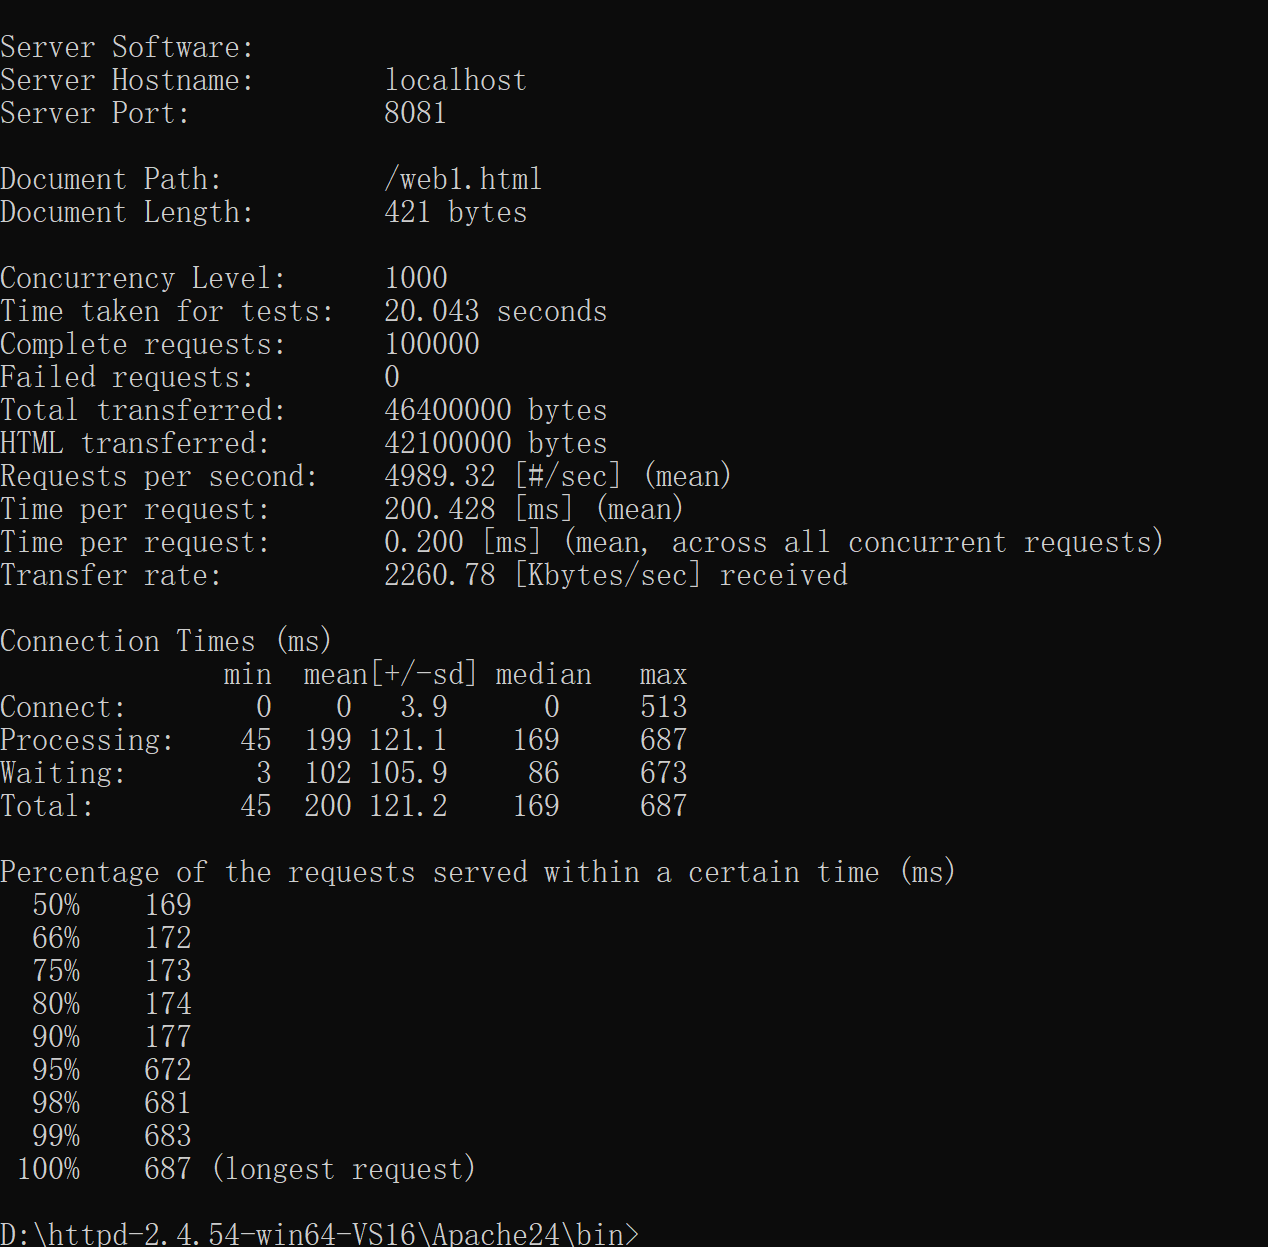 Server Software:
Server Hostname:        localhost
Server Port:            8081
Document Path:          /web1.html
Document Length:        421 bytes
Concurrency Level:      1000
Time taken for tests:   20.043 seconds
Complete requests:      100000
Failed requests:        0
Total transferred:      46400000 bytes
HTML transferred:       42100000 bytes
Requests per second:    4989.32 [#/sec] (mean)
Time per request:       200.428 [ms] (mean)
Time per request:       0.200 [ms] (mean, across all concurrent requests)
Transfer rate:          2260.78 [Kbytes/sec] received
Connection Times (ms)
              min  mean[+/-sd] median   max
Connect:        0    0   3.9      0     513
Processing:    45  199 121.1    169     687
Waiting:        3  102 105.9     86     673
Total:         45  200 121.2    169     687
Percentage of the requests served within a certain time (ms)
  50%    169
  66%    172
  75%    173
  80%    174
  90%    177
  95%    672
  98%    681
  99%    683
 100%    687 (longest request)
D:\httpd-2.4.54-win64-VS16\Apache24\bin>